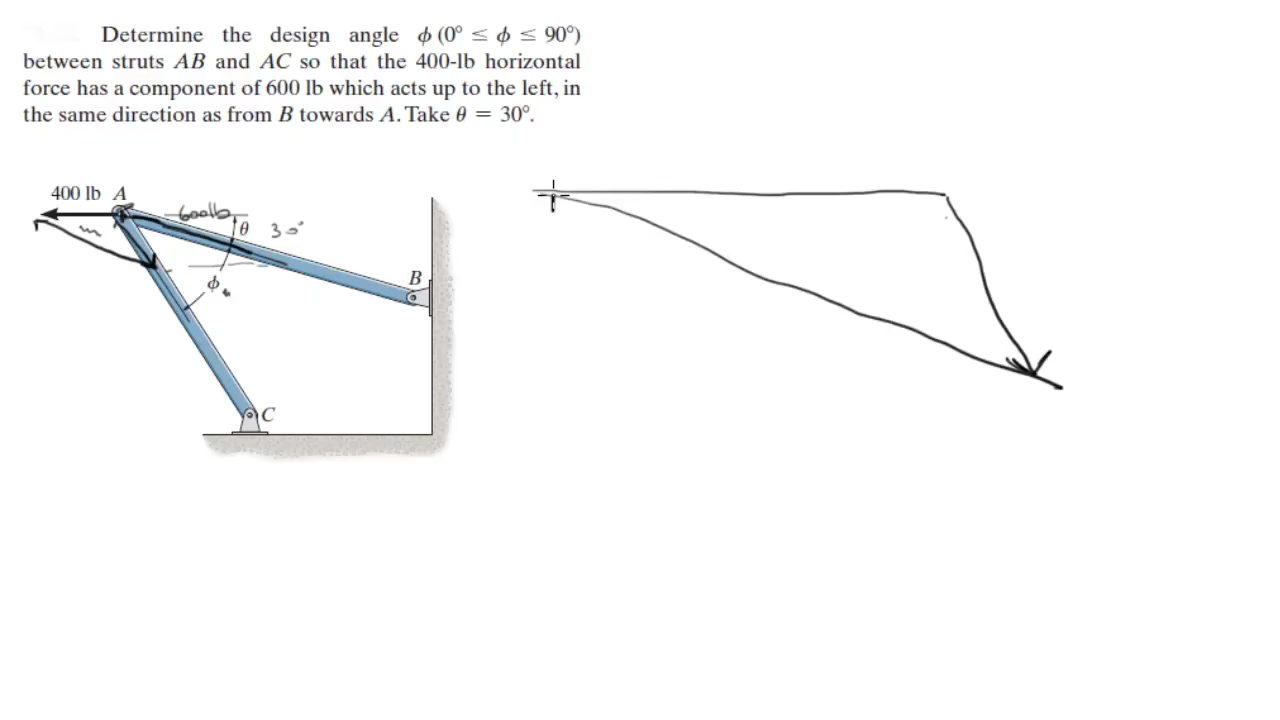 Determine the design angle ϕ (0° ≤ ϕ ≤ 90°)
between struts AB and AC so that the 400-lb horizontal
force has a component of 600 lb which acts up to the left, in
the same direction as from B towards A. Take θ = 30°.
400 lb A
600lb
θ 30°
B
ϕ
C